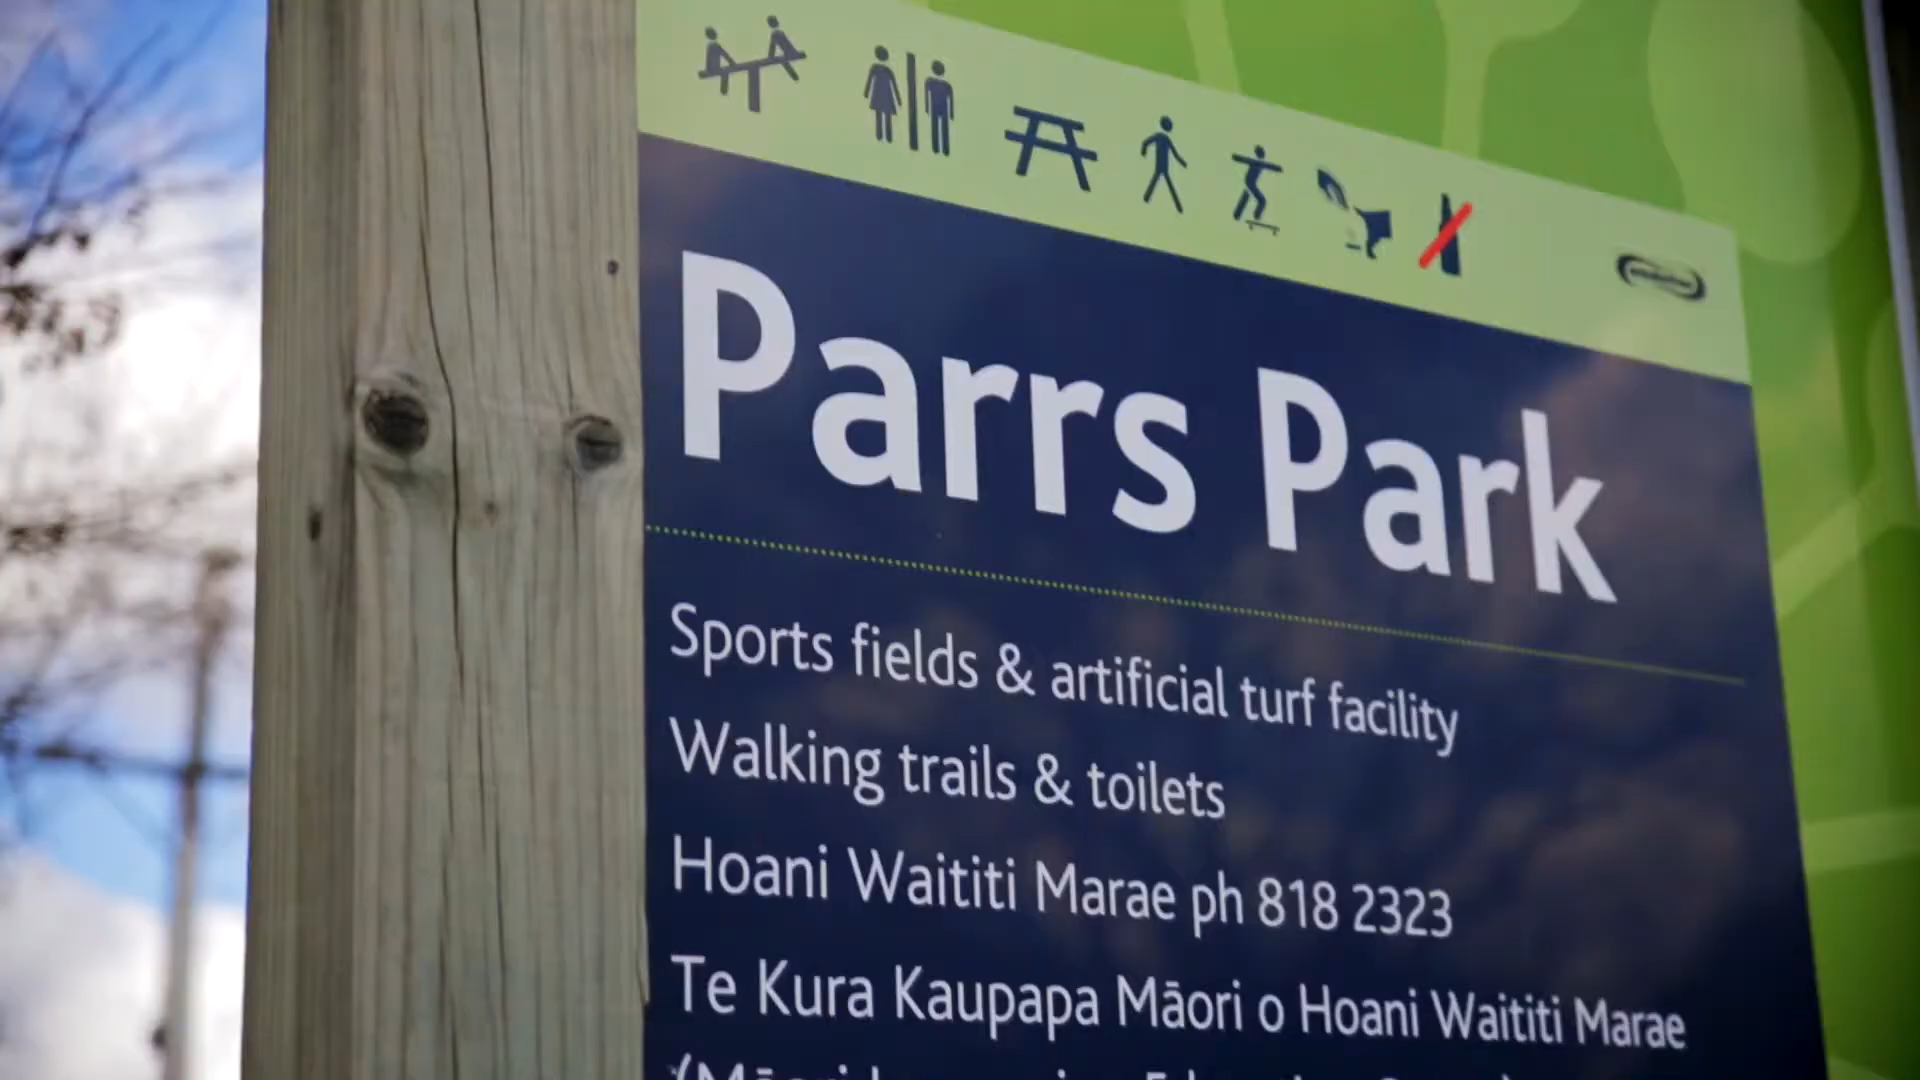 Parrs Park
Sports fields & artificial turf facility
Walking trails & toilets
Hoani Waititi Marae ph 818 2323
Te Kura Kaupapa Māori o Hoani Waititi Marae